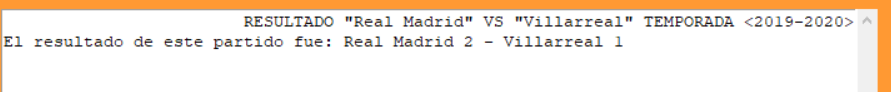 RESULTADO "Real Madrid" VS "Villarreal" TEMPORADA <2019-2020>
El resultado de este partido fue: Real Madrid 2 - Villarreal 1